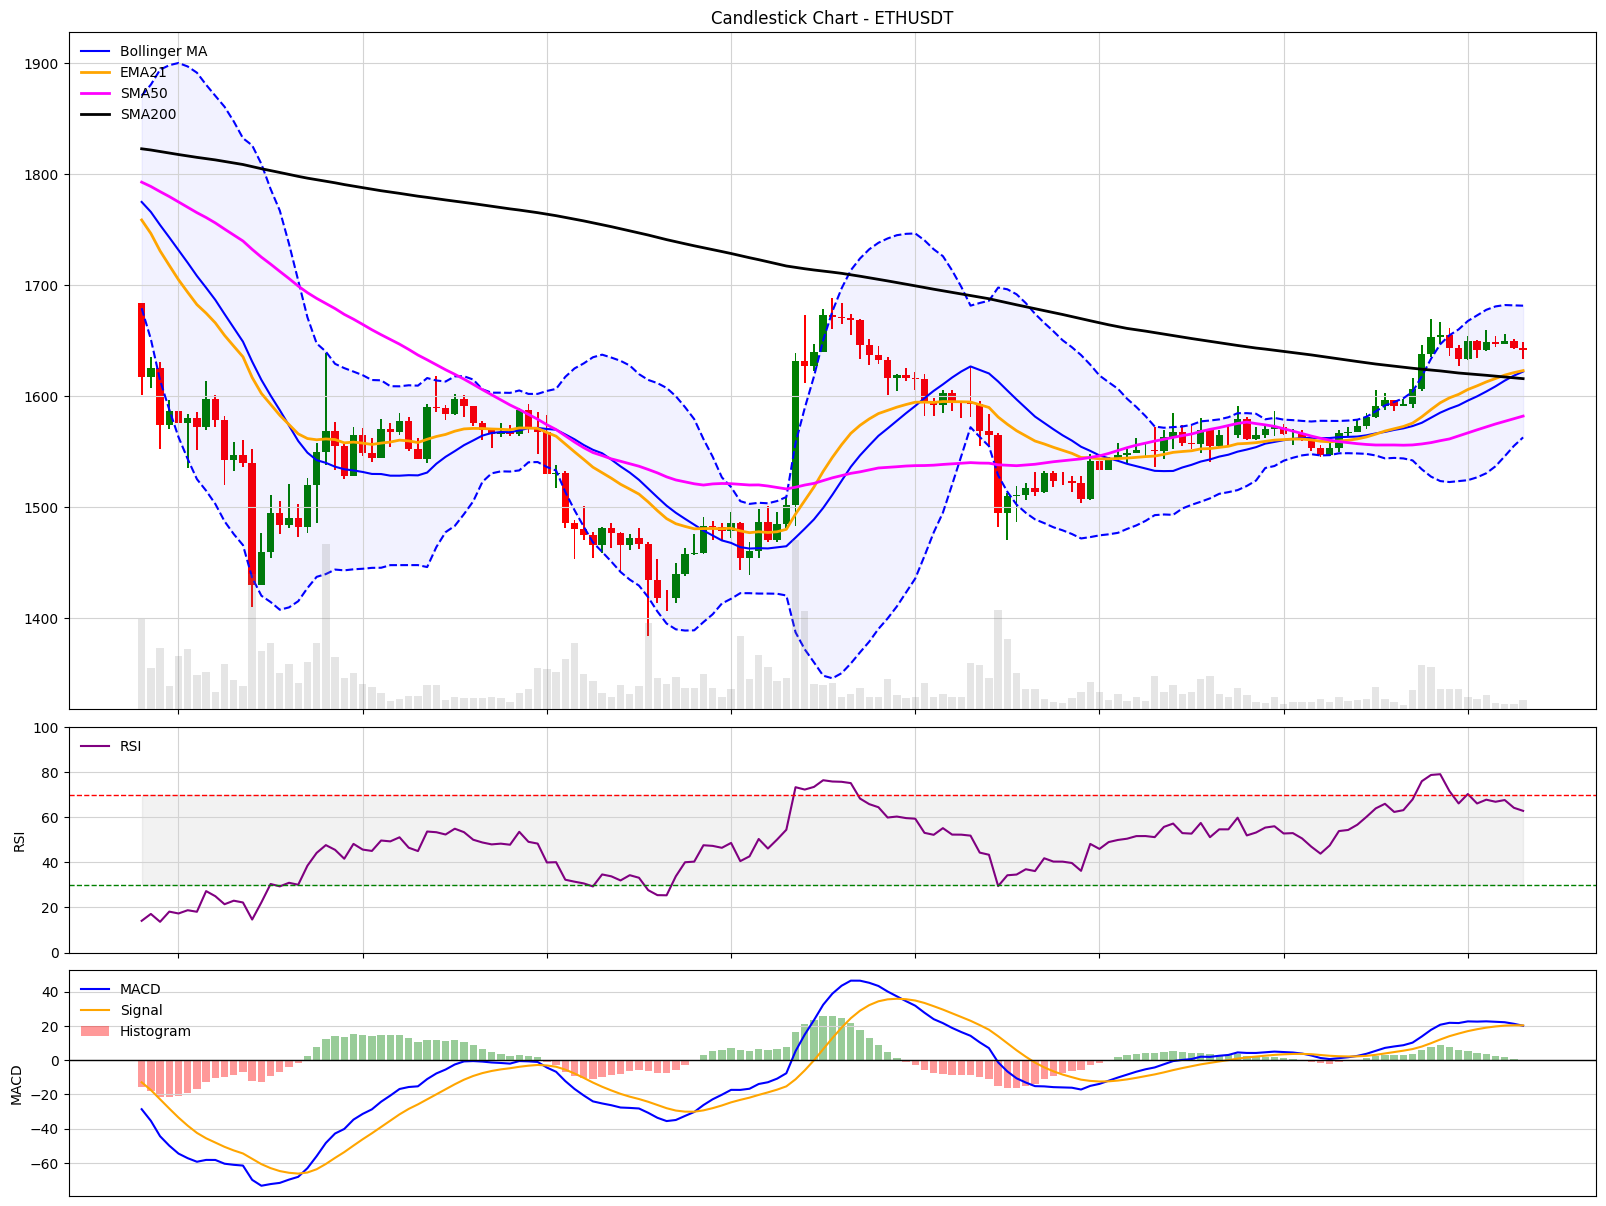 Candlestick Chart - ETHUSDT
Bollinger MA
EMA21
SMA50
SMA200
1900
1800
1700
1600
1500
1400
RSI
100
80
60
40
20
0
RSI
MACD
Signal
Histogram
40
20
0
−20
−40
−60
MACD